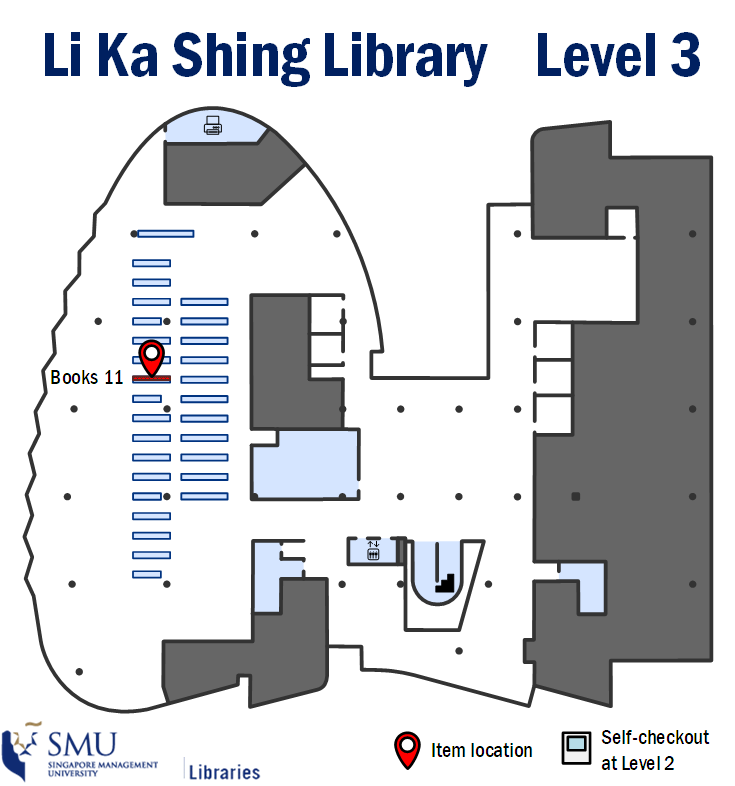 Li Ka Shing Library Level 3
Books 11
Item location
Self-checkout
at Level 2
SMU
SINGAPORE MANAGEMENT
UNIVERSITY
Libraries